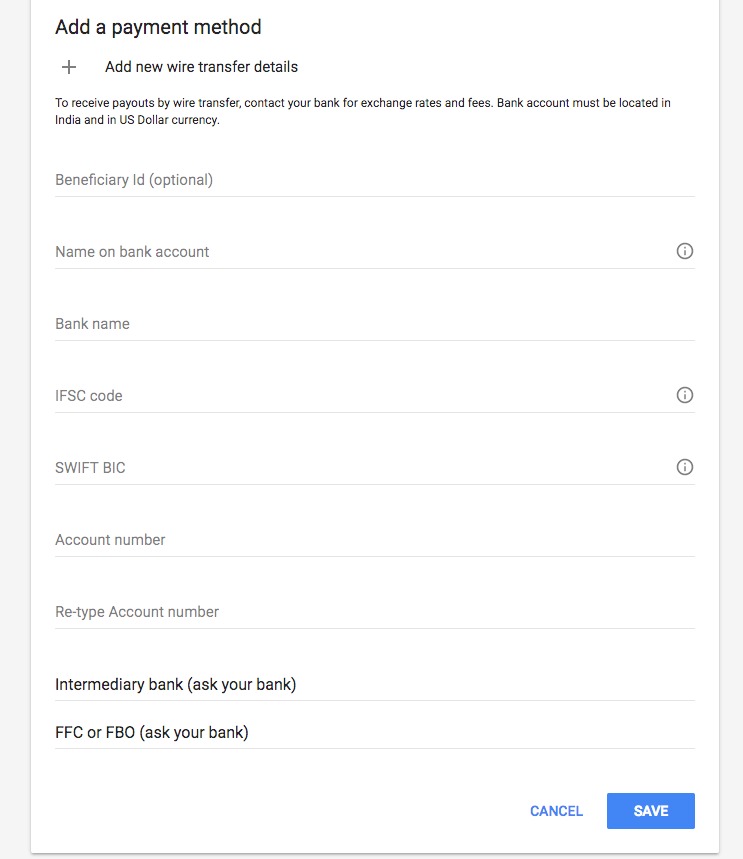 Add a payment method
Add new wire transfer details
To receive payouts by wire transfer, contact your bank for exchange rates and fees. Bank account must be located in
India and in US Dollar currency.
Beneficiary Id (optional)
Name on bank account
Bank name
IFSC code
SWIFT BIC
Account number
Re-type Account number
Intermediary bank (ask your bank)
FFC or FBO (ask your bank)
CANCEL SAVE